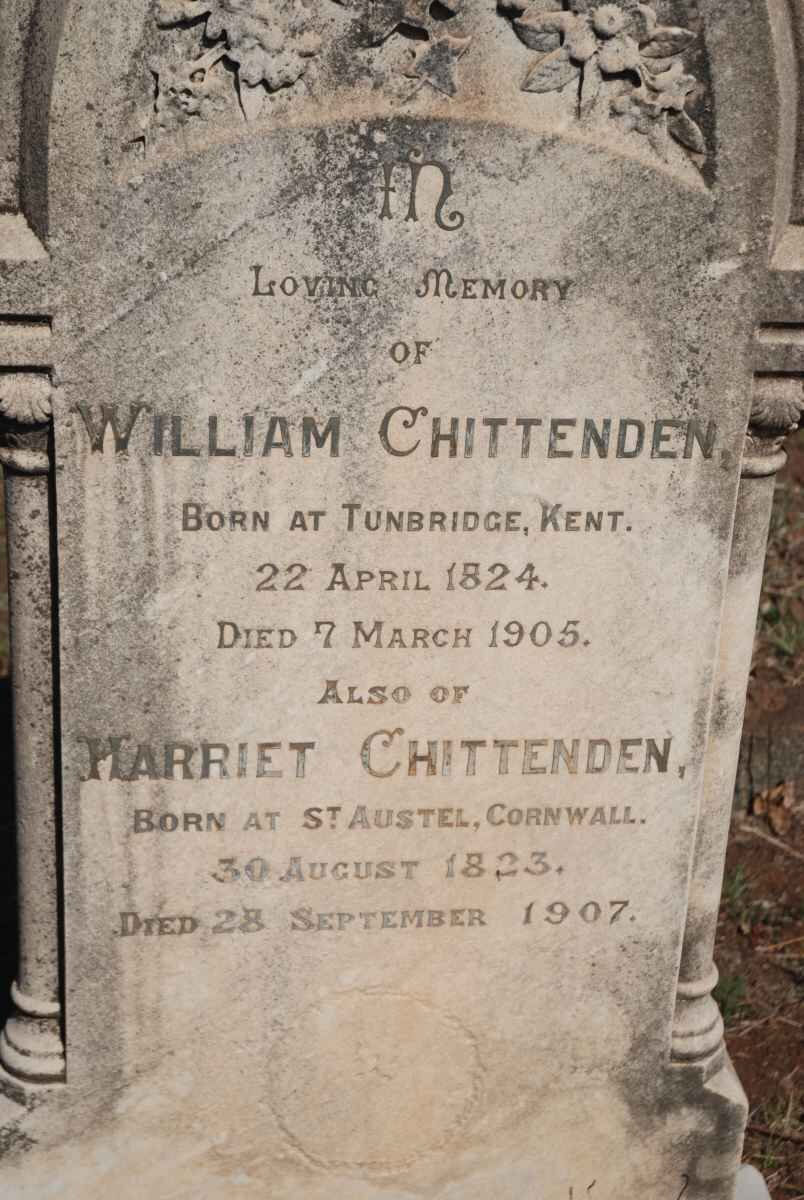 IN
LOVING MEMORY
OF
WILLIAM CHITTENDEN,
BORN AT TUNBRIDGE, KENT.
22 APRIL 1824.
DIED 7 MARCH 1905.
ALSO OF
HARRIET CHITTENDEN,
BORN AT ST AUSTEL, CORNWALL.
30 AUGUST 1823.
DIED 28 SEPTEMBER 1907.